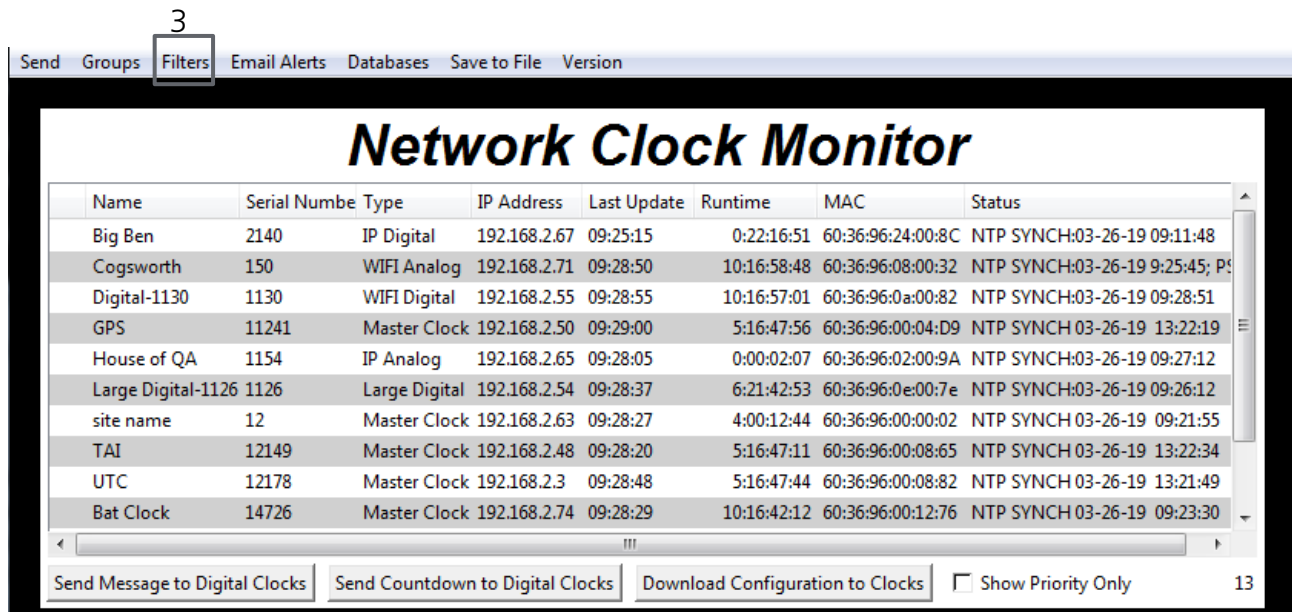 3
Send Groups Filters Email Alerts Databases Save to File Version
Network Clock Monitor
Name Serial Numbe Type IP Address Last Update Runtime MAC Status
Big Ben 2140 IP Digital 192.168.2.67 09:25:15 0:22:16:51 60:36:96:24:00:8C NTP SYNCH:03-26-19 09:11:48
Cogsworth 150 WIFI Analog 192.168.2.71 09:28:50 10:16:58:48 60:36:96:08:00:32 NTP SYNCH:03-26-19 9:25:45; PS
Digital-1130 1130 WIFI Digital 192.168.2.55 09:28:55 10:16:57:01 60:36:96:0a:00:82 NTP SYNCH:03-26-19 09:28:51
GPS 11241 Master Clock 192.168.2.50 09:29:00 5:16:47:56 60:36:96:00:04:D9 NTP SYNCH 03-26-19 13:22:19
House of QA 1154 IP Analog 192.168.2.65 09:28:05 0:00:02:07 60:36:96:02:00:9A NTP SYNCH:03-26-19 09:27:12
Large Digital-1126 1126 Large Digital 192.168.2.54 09:28:37 6:21:42:53 60:36:96:0e:00:7e NTP SYNCH:03-26-19 09:26:12
site name 12 Master Clock 192.168.2.63 09:28:27 4:00:12:44 60:36:96:00:00:02 NTP SYNCH 03-26-19 09:21:55
TAI 12149 Master Clock 192.168.2.48 09:28:20 5:16:47:11 60:36:96:00:08:65 NTP SYNCH 03-26-19 13:22:34
UTC 12178 Master Clock 192.168.2.3 09:28:48 5:16:47:44 60:36:96:00:08:82 NTP SYNCH 03-26-19 13:21:49
Bat Clock 14726 Master Clock 192.168.2.74 09:28:29 10:16:42:12 60:36:96:00:12:76 NTP SYNCH 03-26-19 09:23:30
Send Message to Digital Clocks Send Countdown to Digital Clocks Download Configuration to Clocks Show Priority Only 13